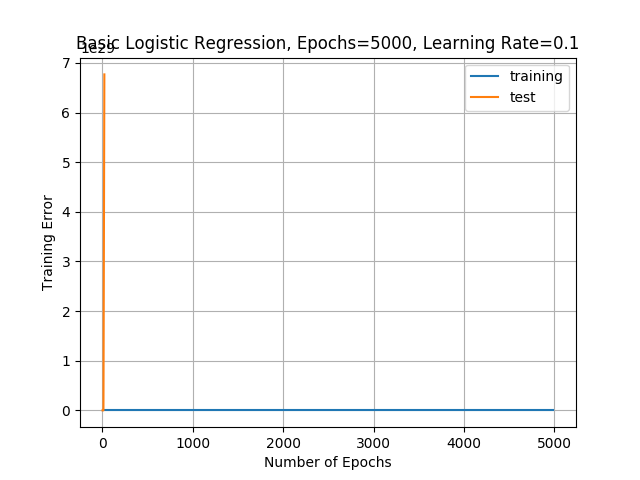 Basic Logistic Regression, Epochs=5000, Learning Rate=0.1
1e29
7
6
5
4
3
2
1
0
Training Error
training
test
0 1000 2000 3000 4000 5000
Number of Epochs